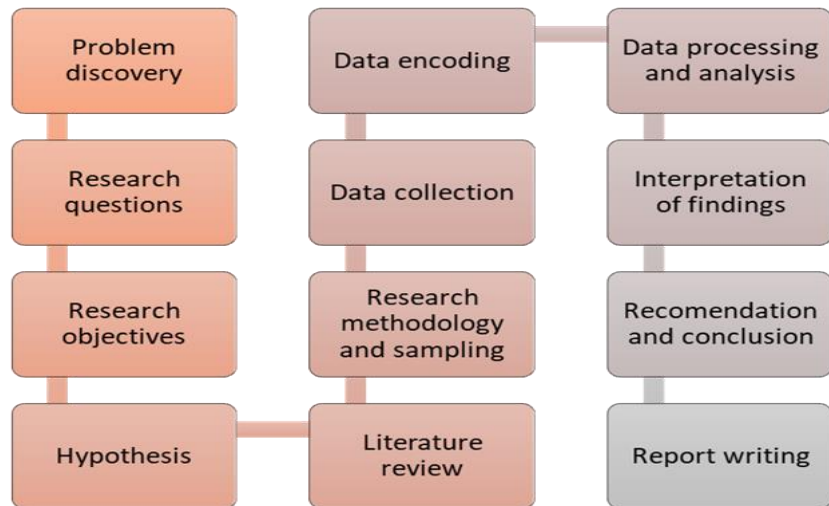 Problem
discovery
Research
questions
Research
objectives
Hypothesis
Literature
review
Research
methodology
and sampling
Data collection
Data encoding
Data processing
and analysis
Interpretation
of findings
Recomendation
and conclusion
Report writing